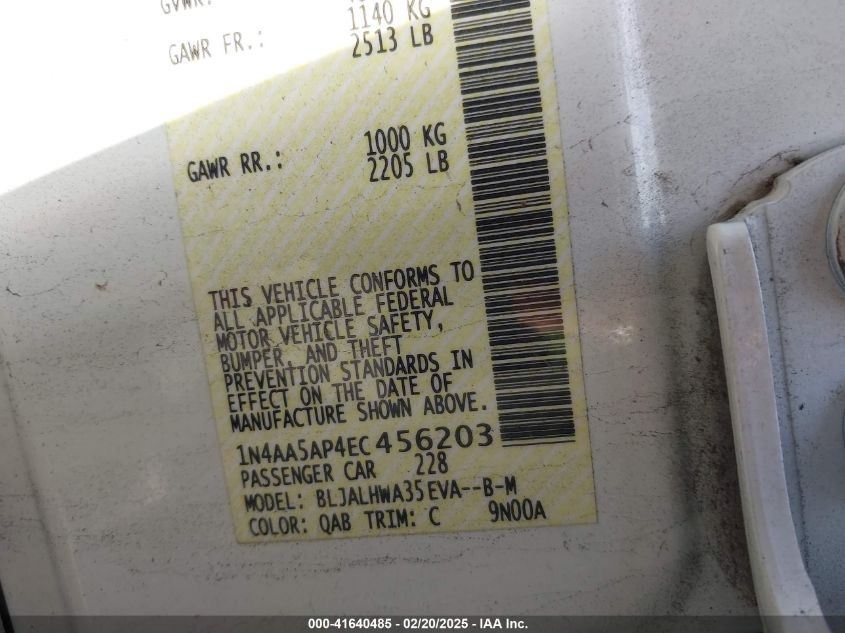 GVWR:
1140 KG
GAWR FR.: 2513 LB
1000 KG
GAWR RR.: 2205 LB
THIS VEHICLE CONFORMS TO
ALL APPLICABLE FEDERAL
MOTOR VEHICLE SAFETY,
BUMPER, AND THEFT
PREVENTION STANDARDS IN
EFFECT ON THE DATE OF
MANUFACTURE SHOWN ABOVE.
1N4AA5AP4EC456203
PASSENGER CAR 228
MODEL: BLJALHWA35EVA--B-M
COLOR: QAB TRIM: C 9N00A
000-41640485 - 02/20/2025 - IAA Inc.